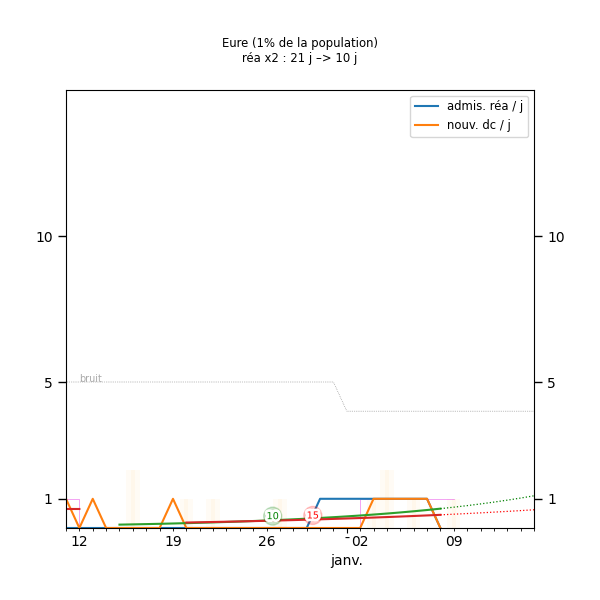 Eure (1% de la population)
réa x2 : 21 j –> 10 j
admis. réa / j
nouv. dc / j
10
10
bruit
5
5
1
1
10
15
12
19
26
02
09
janv.